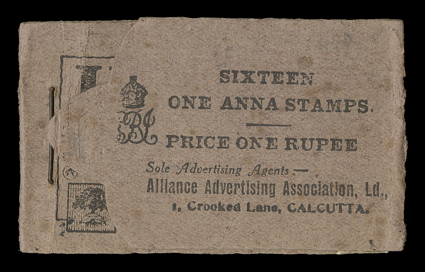 SIXTEEN
ONE ANNA STAMPS.
PRICE ONE RUPEE
Sole Advertising Agents :—
Alliance Advertising Association, Ld.,
1, Crooked Lane, CALCUTTA.